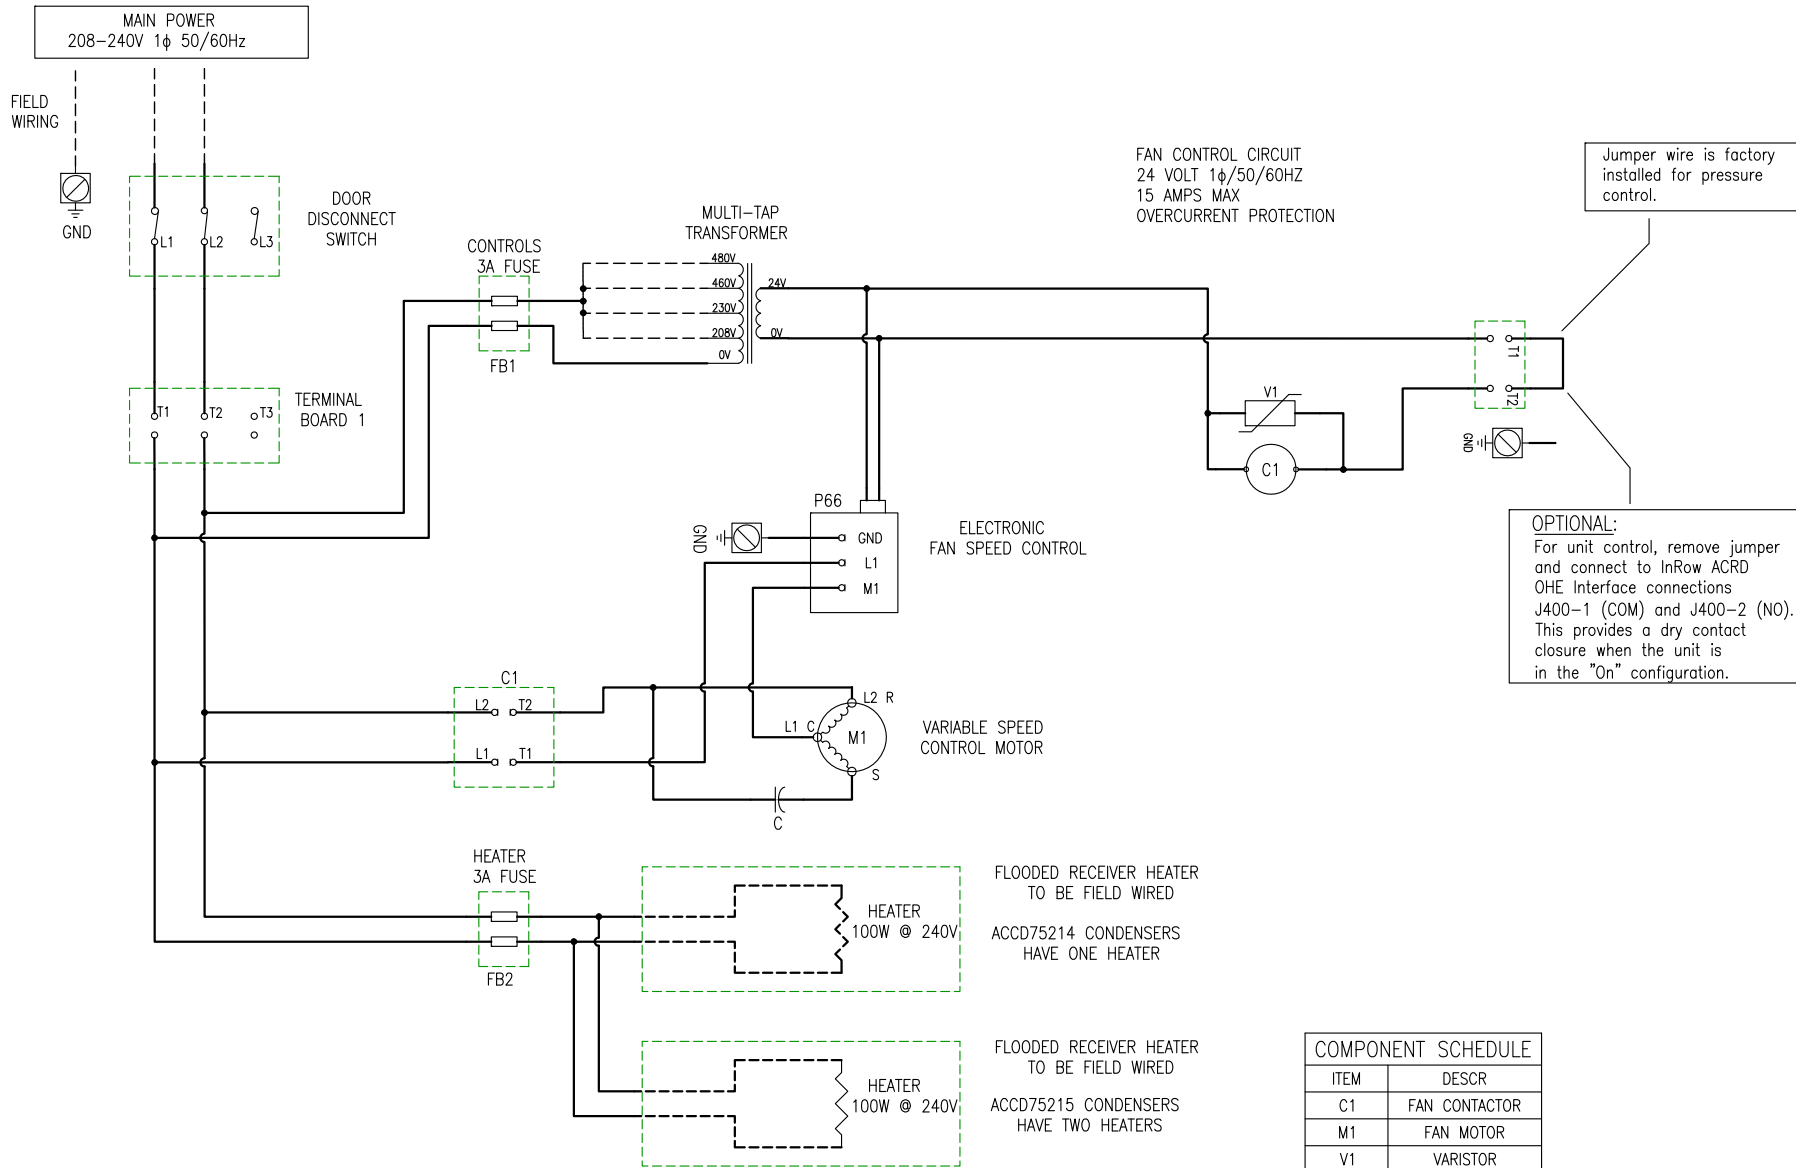 MAIN POWER
208-240V 1ϕ 50/60Hz
FIELD
WIRING
GND
L1
L2
L3
DOOR
DISCONNECT
SWITCH
CONTROLS
3A FUSE
FB1
MULTI-TAP
TRANSFORMER
480V
460V
230V
208V
0V
24V
0V
FAN CONTROL CIRCUIT
24 VOLT 1ϕ/50/60HZ
15 AMPS MAX
OVERCURRENT PROTECTION
Jumper wire is factory
installed for pressure
control.
T1
T2
GND
V1
C1
T1
T2
T3
TERMINAL
BOARD 1
P66
GND
GND
L1
M1
ELECTRONIC
FAN SPEED CONTROL
OPTIONAL:
For unit control, remove jumper
and connect to InRow ACRD
OHE Interface connections
J400-1 (COM) and J400-2 (NO).
This provides a dry contact
closure when the unit is
in the "On" configuration.
C1
L2
T2
L1
T1
L2 R
L1 C
M1
S
C
VARIABLE SPEED
CONTROL MOTOR
HEATER
3A FUSE
FB2
HEATER
100W @ 240V
FLOODED RECEIVER HEATER
TO BE FIELD WIRED
ACCD75214 CONDENSERS
HAVE ONE HEATER
HEATER
100W @ 240V
FLOODED RECEIVER HEATER
TO BE FIELD WIRED
ACCD75215 CONDENSERS
HAVE TWO HEATERS
COMPONENT SCHEDULE
ITEM DESCR
C1 FAN CONTACTOR
M1 FAN MOTOR
V1 VARISTOR